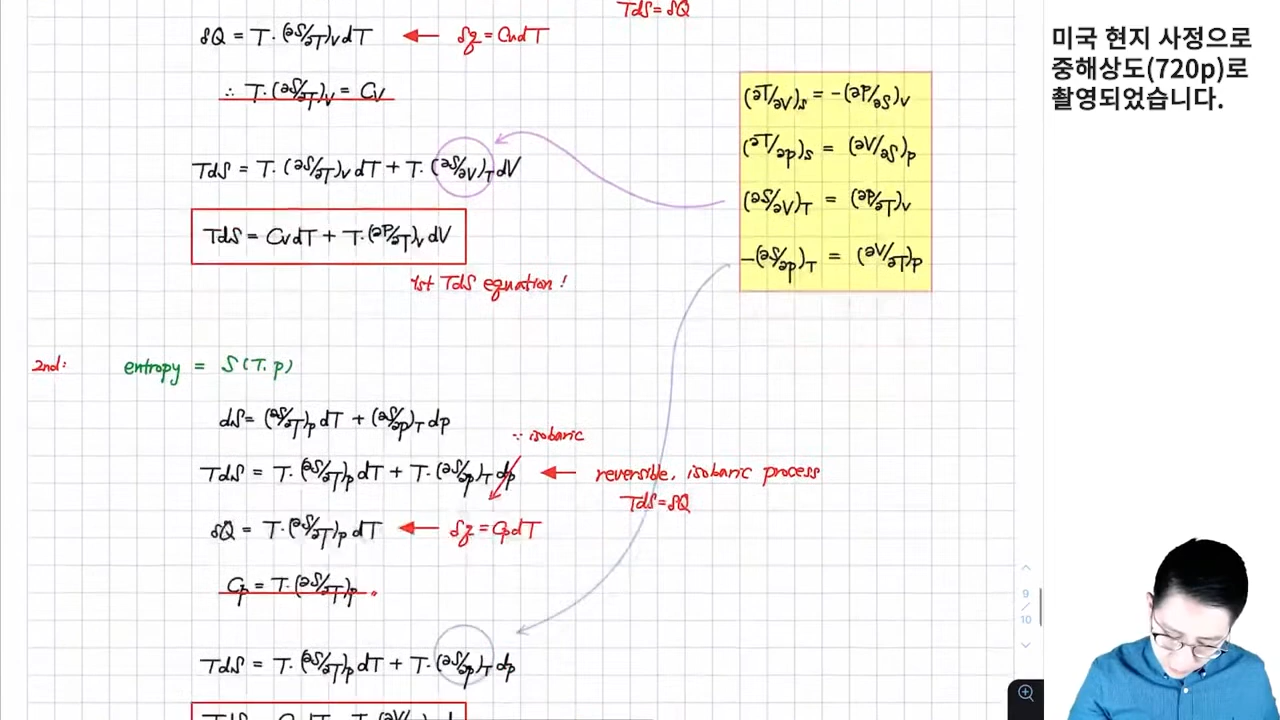 TdS = δQ
δQ = T·(∂S/∂T)v dT ← δq = CvdT
∴ T·(∂S/∂T)v = Cv
TdS = T·(∂S/∂T)v dT + T·(∂S/∂V)T dV
TdS = CvdT + T·(∂P/∂T)v dV
1st TdS equation!
(∂T/∂V)s = -(∂P/∂S)v
(∂T/∂p)s = (∂V/∂S)p
(∂S/∂V)T = (∂P/∂T)v
-(∂S/∂p)T = (∂V/∂T)p
2nd: entropy = S(T.p)
dS = (∂S/∂T)p dT + (∂S/∂p)T dp
∵ isobaric
TdS = T·(∂S/∂T)p dT + T·(∂S/∂p)T dp ← reversible, isobaric process
TdS = δQ
δQ = T·(∂S/∂T)p dT ← δq = CpdT
Cp = T·(∂S/∂T)p.
TdS = T·(∂S/∂T)p dT + T·(∂S/∂p)T dp
미국 현지 사정으로
중해상도(720p)로
촬영되었습니다.
9
/
10